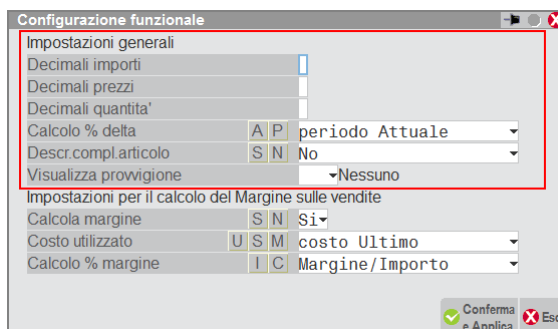 Configurazione funzionale
Impostazioni generali
Decimali importi
Decimali prezzi
Decimali quantita'
Calcolo % delta A P periodo Attuale
Descr.compl.articolo S N No
Visualizza provvigione Nessuno
Impostazioni per il calcolo del Margine sulle vendite
Calcola margine S N Si
Costo utilizzato U S M costo Ultimo
Calcolo % margine I C Margine/Importo
Conferma
e Applica Esc